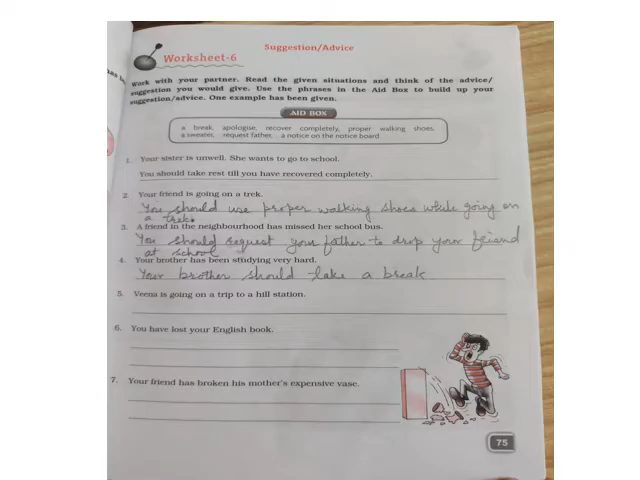 Suggestion/Advice
Worksheet-6
Work with your partner. Read the given situations and think of the advice/
suggestion you would give. Use the phrases in the Aid Box to build up your
suggestion/advice. One example has been given.
AID BOX
a break, apologise, recover completely, proper walking shoes,
a sweater, request father, a notice on the notice board
1. Your sister is unwell. She wants to go to school.
You should take rest till you have recovered completely.
2. Your friend is going on a trek.
You should use proper walking shoes while going on
a trek.
3. A friend in the neighbourhood has missed her school bus.
You should request your father to drop your friend
at school
4. Your brother has been studying very hard.
Your brother should take a break
5. Veena is going on a trip to a hill station.
6. You have lost your English book.
7. Your friend has broken his mother's expensive vase.
75